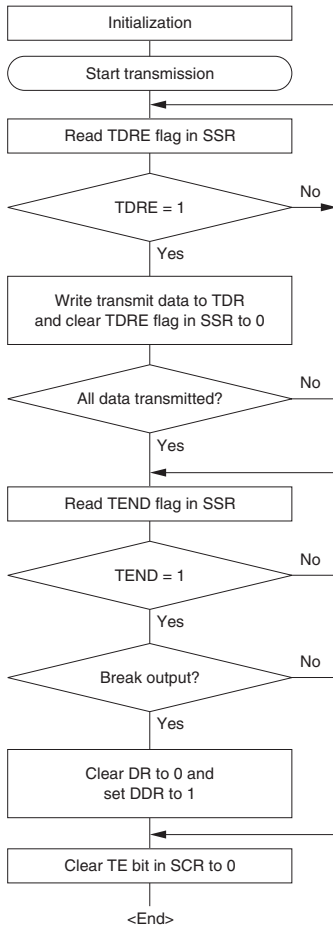 Initialization
Start transmission
Read TDRE flag in SSR
No
TDRE = 1
Yes
Write transmit data to TDR
and clear TDRE flag in SSR to 0
No
All data transmitted?
Yes
Read TEND flag in SSR
No
TEND = 1
Yes
No
Break output?
Yes
Clear DR to 0 and
set DDR to 1
Clear TE bit in SCR to 0
<End>